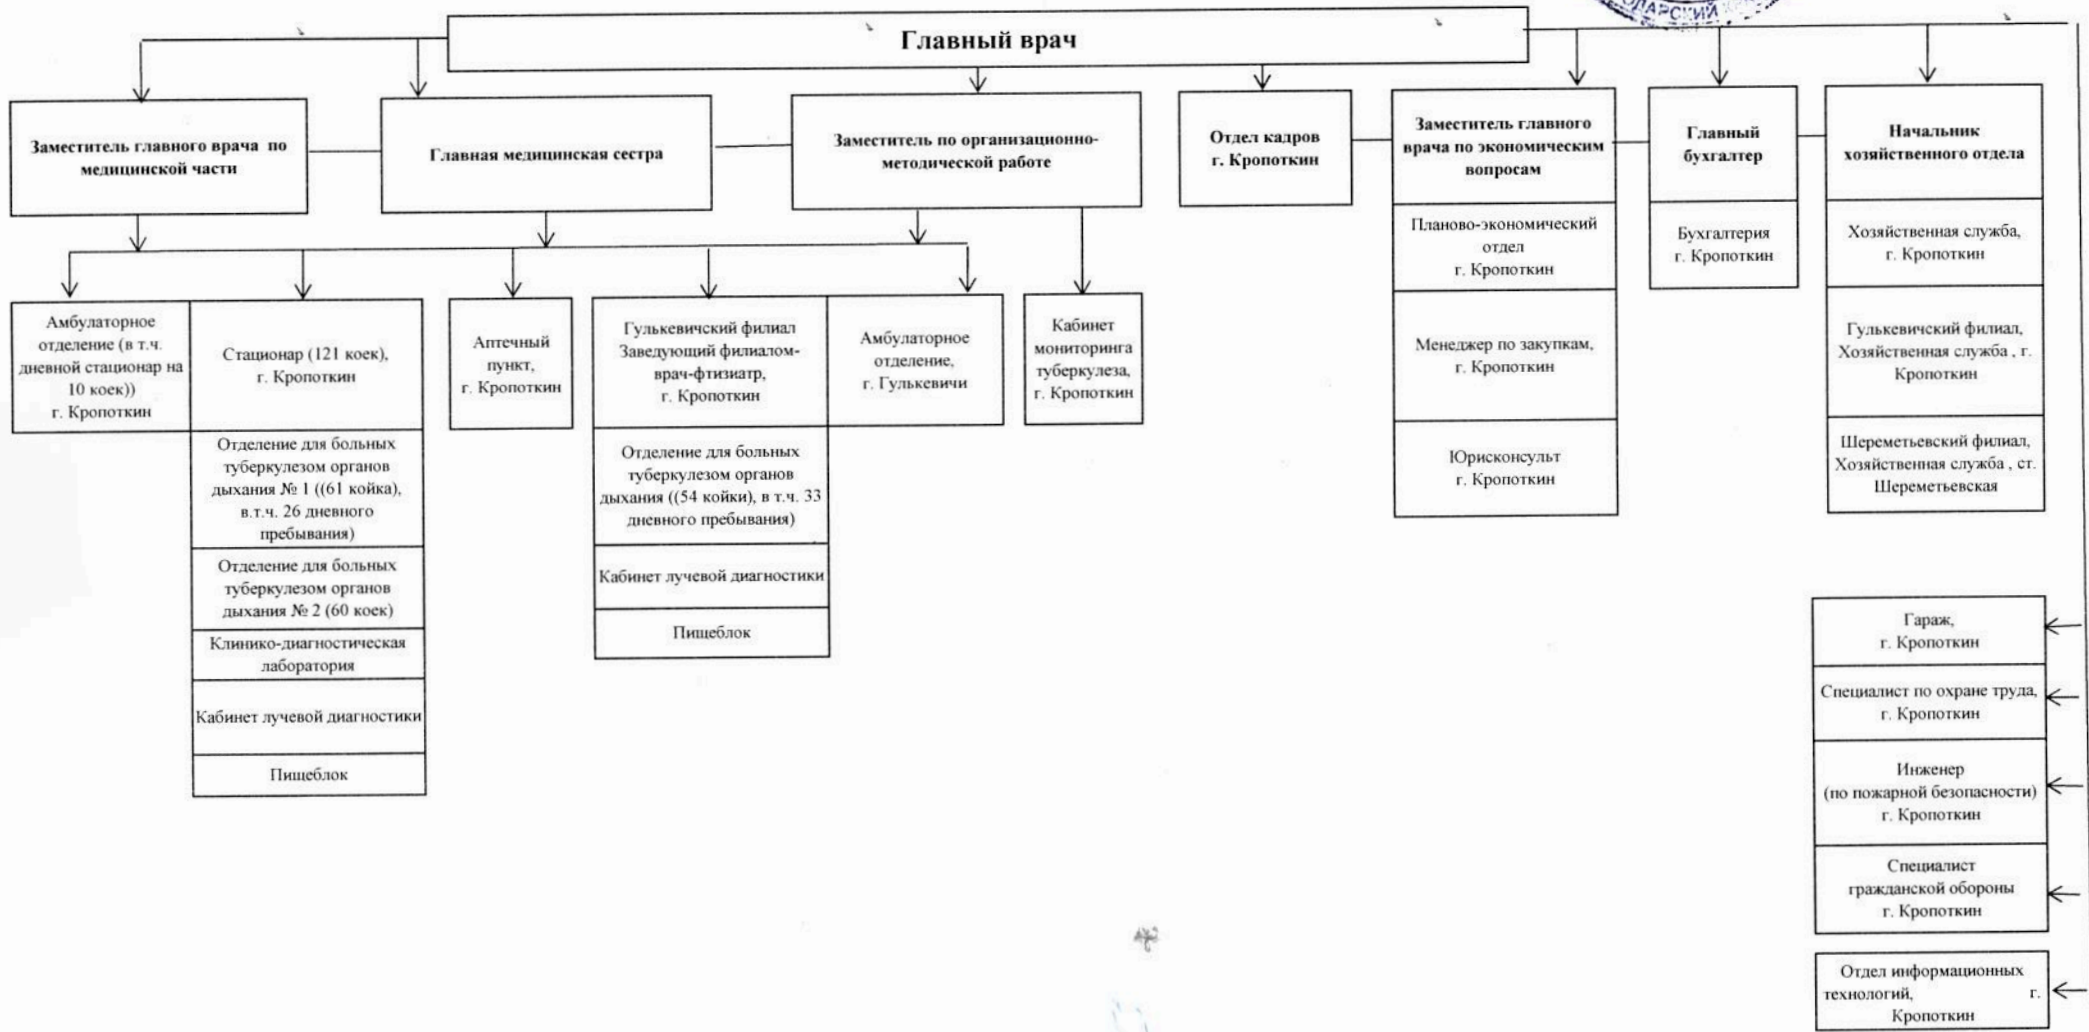 ДАРСКИЙ
Главный врач
Заместитель главного врача по
медицинской части
Главная медицинская сестра
Заместитель по организационно-
методической работе
Отдел кадров
г. Кропоткин
Заместитель главного
врача по экономическим
вопросам
Главный
бухгалтер
Начальник
хозяйственного отдела
Планово-экономический
отдел
г. Кропоткин
Менеджер по закупкам,
г. Кропоткин
Юрисконсульт
г. Кропоткин
Бухгалтерия
г. Кропоткин
Хозяйственная служба,
г. Кропоткин
Гулькевичский филиал,
Хозяйственная служба , г.
Кропоткин
Шереметьевский филиал,
Хозяйственная служба , ст.
Шереметьевская
Амбулаторное
отделение (в т.ч.
дневной стационар на
10 коек))
г. Кропоткин
Стационар (121 коек),
г. Кропоткин
Отделение для больных
туберкулезом органов
дыхания № 1 ((61 койка),
в.т.ч. 26 дневного
пребывания)
Отделение для больных
туберкулезом органов
дыхания № 2 (60 коек)
Клинико-диагностическая
лаборатория
Кабинет лучевой диагностики
Пищеблок
Аптечный
пункт,
г. Кропоткин
Гулькевичский филиал
Заведующий филиалом-
врач-фтизиатр,
г. Кропоткин
Отделение для больных
туберкулезом органов
дыхания ((54 койки), в т.ч. 33
дневного пребывания)
Кабинет лучевой диагностики
Пищеблок
Амбулаторное
отделение,
г. Гулькевичи
Кабинет
мониторинга
туберкулеза,
г. Кропоткин
Гараж,
г. Кропоткин
Специалист по охране труда,
г. Кропоткин
Инженер
(по пожарной безопасности)
г. Кропоткин
Специалист
гражданской обороны
г. Кропоткин
Отдел информационных
технологий, г.
Кропоткин